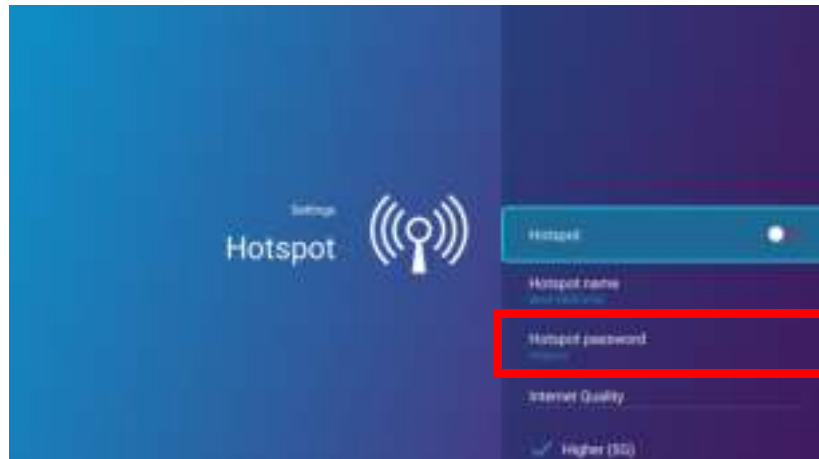 Settings
Hotspot
Hotspot
Hotspot name
Hotspot password
Internet Quality
Higher (5G)